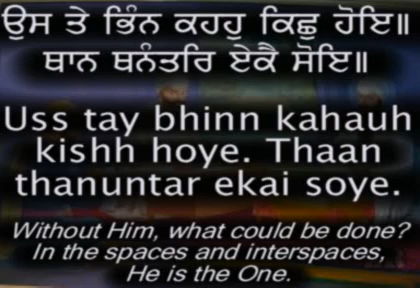 ਉਸ ਤੇ ਭਿੰਨ ਕਹਹੁ ਕਿਛੁ ਹੋਇ॥
ਥਾਨ ਥਨੰਤਰਿ ਏਕੈ ਸੋਇ॥
Uss tay bhinn kahauh
kishh hoye. Thaan
thanuntar ekai soye.
Without Him, what could be done?
In the spaces and interspaces,
He is the One.